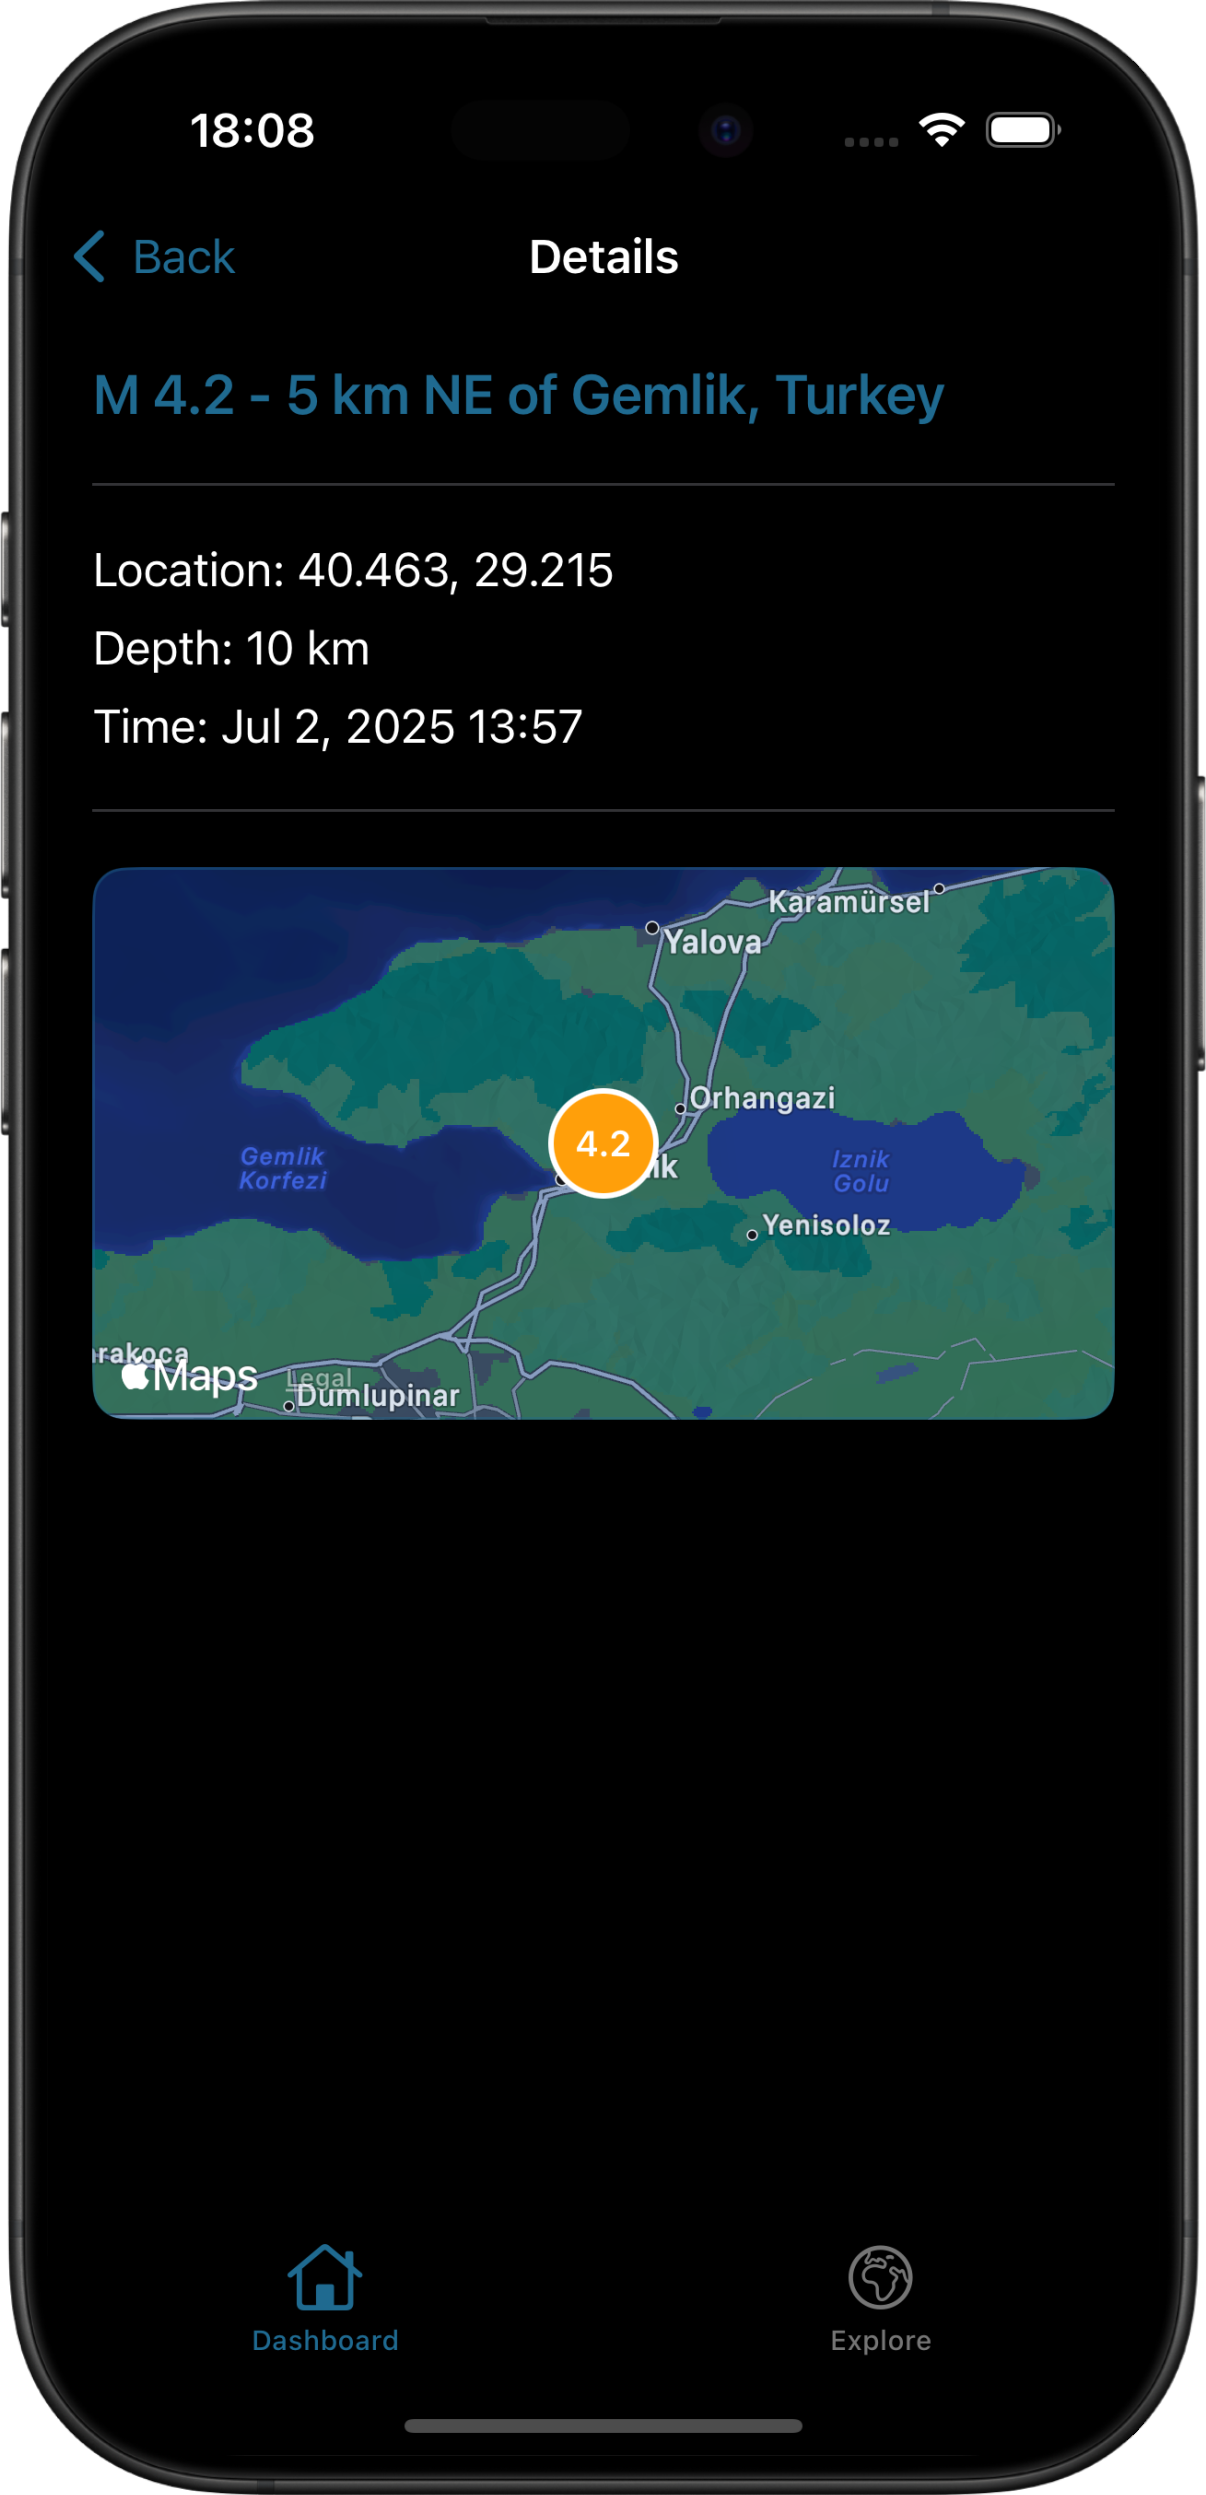 18:08
Back
Details
M 4.2 - 5 km NE of Gemlik, Turkey
Location: 40.463, 29.215
Depth: 10 km
Time: Jul 2, 2025 13:57
Karamürsel
Yalova
Orhangazi
4.2
Gemlik
Korfezi
Iznik
Golu
Yenisoloz
Maps
Legal
Dumlupinar
Dashboard
Explore